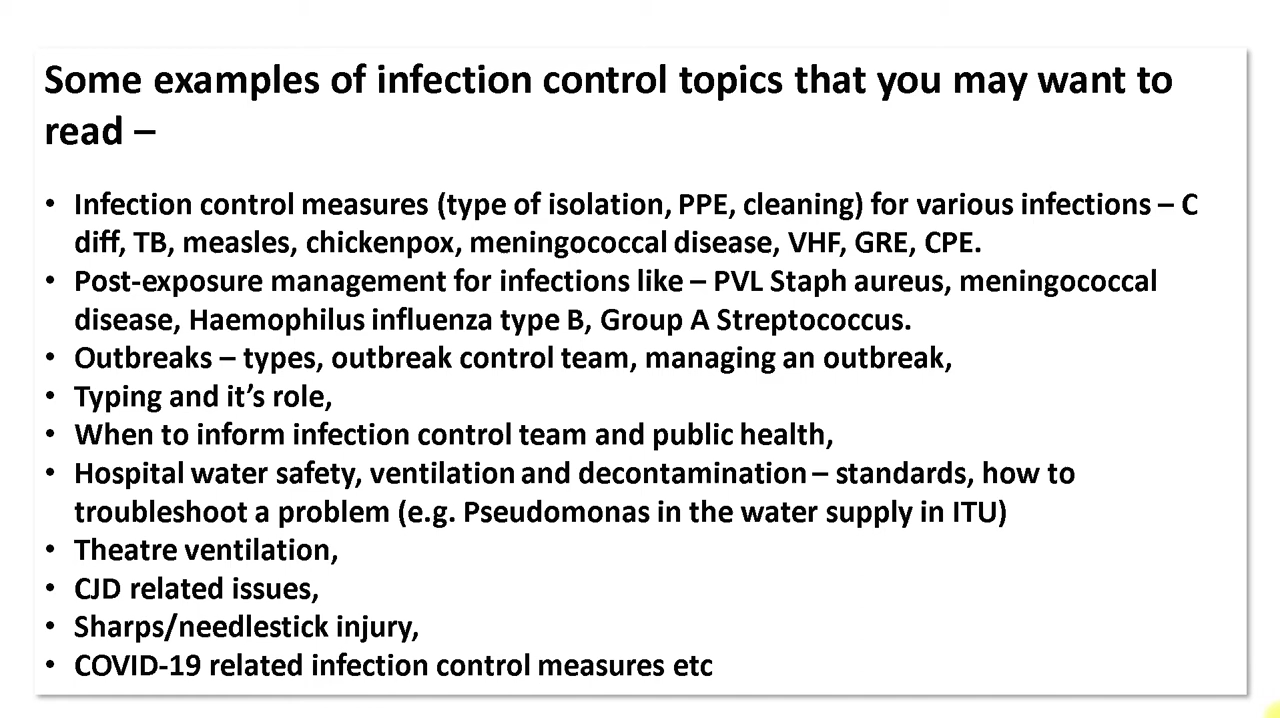 Some examples of infection control topics that you may want to
read –
• Infection control measures (type of isolation, PPE, cleaning) for various infections – C
diff, TB, measles, chickenpox, meningococcal disease, VHF, GRE, CPE.
• Post-exposure management for infections like – PVL Staph aureus, meningococcal
disease, Haemophilus influenza type B, Group A Streptococcus.
• Outbreaks – types, outbreak control team, managing an outbreak,
• Typing and it’s role,
• When to inform infection control team and public health,
• Hospital water safety, ventilation and decontamination – standards, how to
troubleshoot a problem (e.g. Pseudomonas in the water supply in ITU)
• Theatre ventilation,
• CJD related issues,
• Sharps/needlestick injury,
• COVID-19 related infection control measures etc